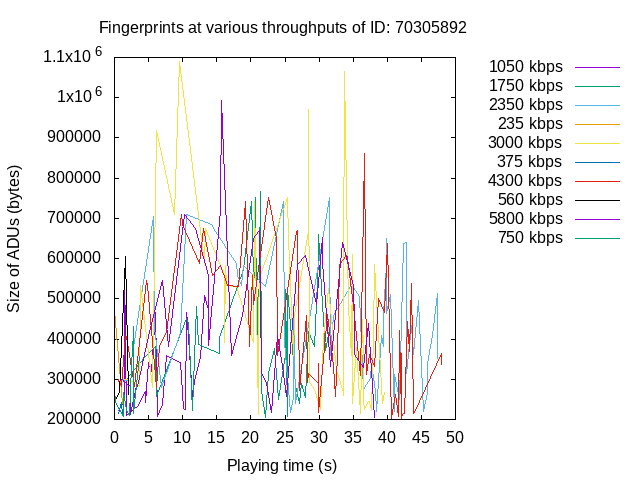 Fingerprints at various throughputs of ID: 70305892
1.1x10^6
1x10^6
900000
800000
700000
600000
500000
400000
300000
200000
0 5 10 15 20 25 30 35 40 45 50
Size of ADUs (bytes)
Playing time (s)
1050 kbps
1750 kbps
2350 kbps
235 kbps
3000 kbps
375 kbps
4300 kbps
560 kbps
5800 kbps
750 kbps